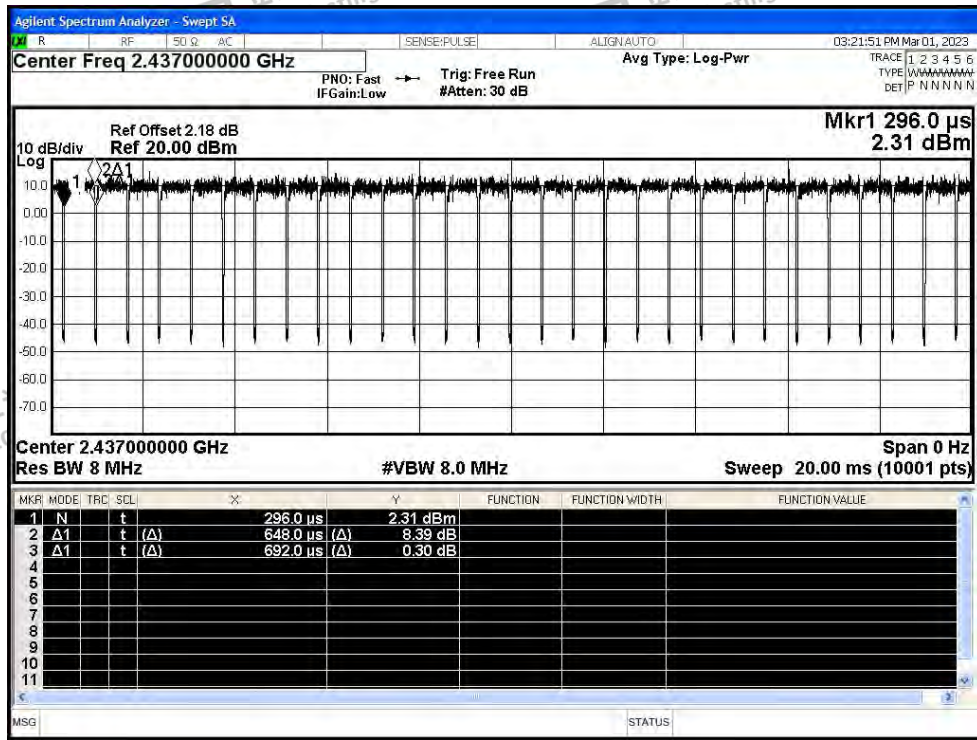 Agilent Spectrum Analyzer - Swept SA
LXI R RF 50 Ω AC SENSE:PULSE ALIGN AUTO 03:21:51 PM Mar 01, 2023
Center Freq 2.437000000 GHz Avg Type: Log-Pwr TRACE 1 2 3 4 5 6
PNO: Fast Trig: Free Run TYPE WWWWWW
IFGain:Low #Atten: 30 dB DET P N N N N N
Mkr1 296.0 µs
Ref Offset 2.18 dB
10 dB/div Ref 20.00 dBm 2.31 dBm
Log
2Δ1
10.0 1
0.00
-10.0
-20.0
-30.0
-40.0
-50.0
-60.0
-70.0
Center 2.437000000 GHz Span 0 Hz
Res BW 8 MHz #VBW 8.0 MHz Sweep 20.00 ms (10001 pts)
MKR MODE TRC SCL X Y FUNCTION FUNCTION WIDTH FUNCTION VALUE
1 N t 296.0 µs 2.31 dBm
2 Δ1 t (Δ) 648.0 µs (Δ) 8.39 dB
3 Δ1 t (Δ) 692.0 µs (Δ) 0.30 dB
4
5
6
7
8
9
10
11
MSG STATUS